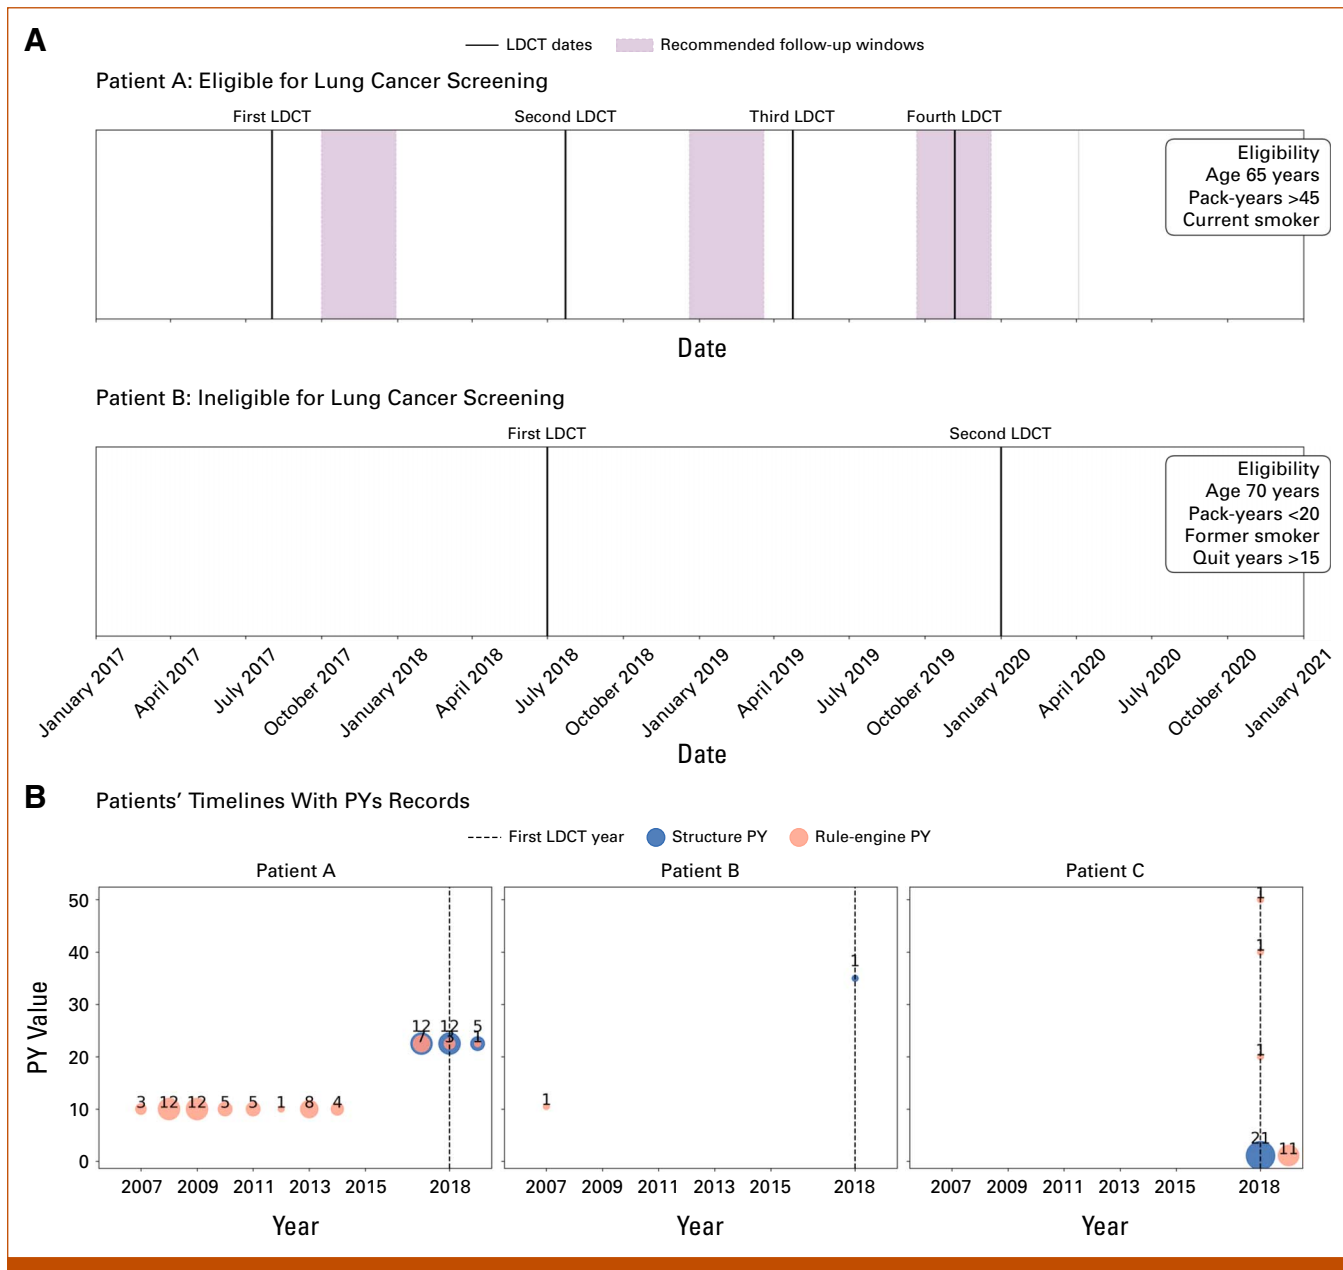 A
LDCT dates
Recommended follow-up windows
Patient A: Eligible for Lung Cancer Screening
First LDCT
Second LDCT
Third LDCT
Fourth LDCT
Eligibility
Age 65 years
Pack-years >45
Current smoker
Date
Patient B: Ineligible for Lung Cancer Screening
First LDCT
Second LDCT
Eligibility
Age 70 years
Pack-years <20
Former smoker
Quit years >15
January 2017
April 2017
July 2017
October 2017
January 2018
April 2018
July 2018
October 2018
January 2019
April 2019
July 2019
October 2019
January 2020
April 2020
July 2020
October 2020
January 2021
Date
B
Patients' Timelines With PYs Records
First LDCT year
Structure PY
Rule-engine PY
Patient A
Patient B
Patient C
PY Value
50
40
30
20
10
0
3
12
12
5
5
1
8
4
12
7
12
5
1
1
1
1
1
1
21
11
2007 2009 2011 2013 2015 2018
2007 2009 2011 2013 2015 2018
2007 2009 2011 2013 2015 2018
Year
Year
Year